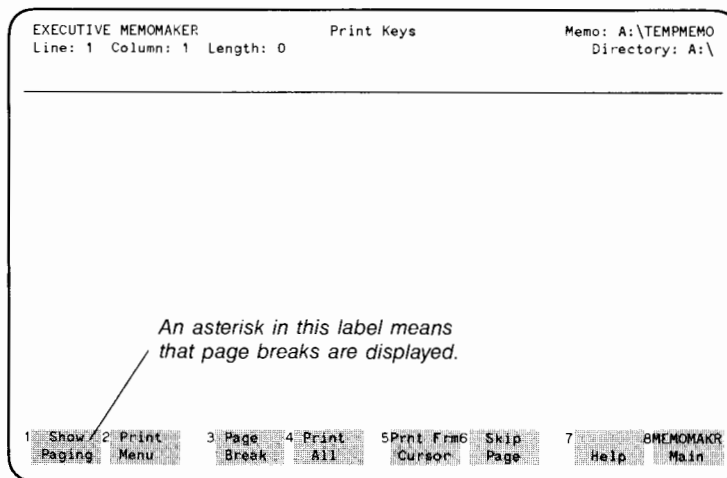 EXECUTIVE MEMOMAKER Print Keys Memo: A:\TEMPMEMO
Line: 1 Column: 1 Length: 0 Directory: A:\
An asterisk in this label means
that page breaks are displayed.
1 Show 2 Print 3 Page 4 Print 5Prnt Frm6 Skip 7 8MEMOMAKR
Paging Menu Break All Cursor Page Help Main